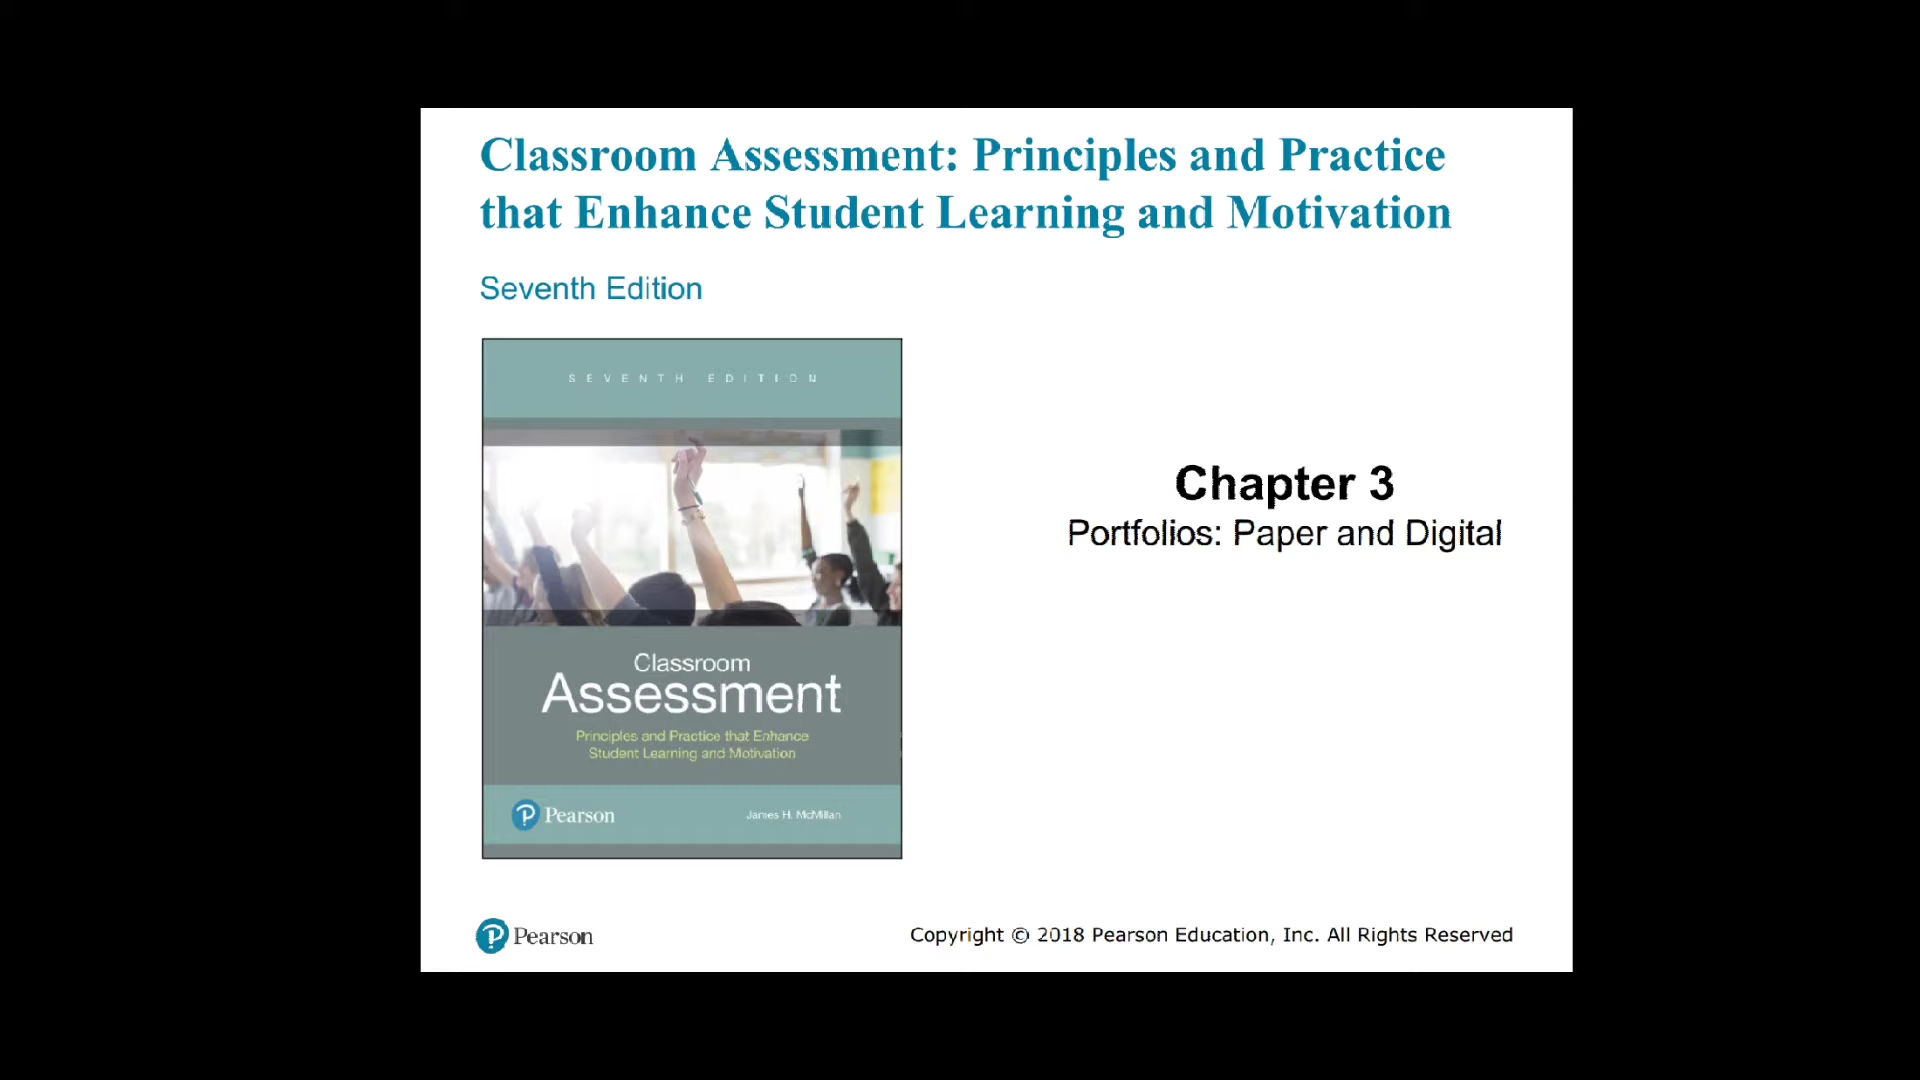 Classroom Assessment: Principles and Practice
that Enhance Student Learning and Motivation
Seventh Edition
SEVENTH EDITION
Chapter 3
Portfolios: Paper and Digital
Classroom
Assessment
Principles and Practice that Enhance
Student Learning and Motivation
Pearson
James H. McMillan
Pearson
Copyright © 2018 Pearson Education, Inc. All Rights Reserved